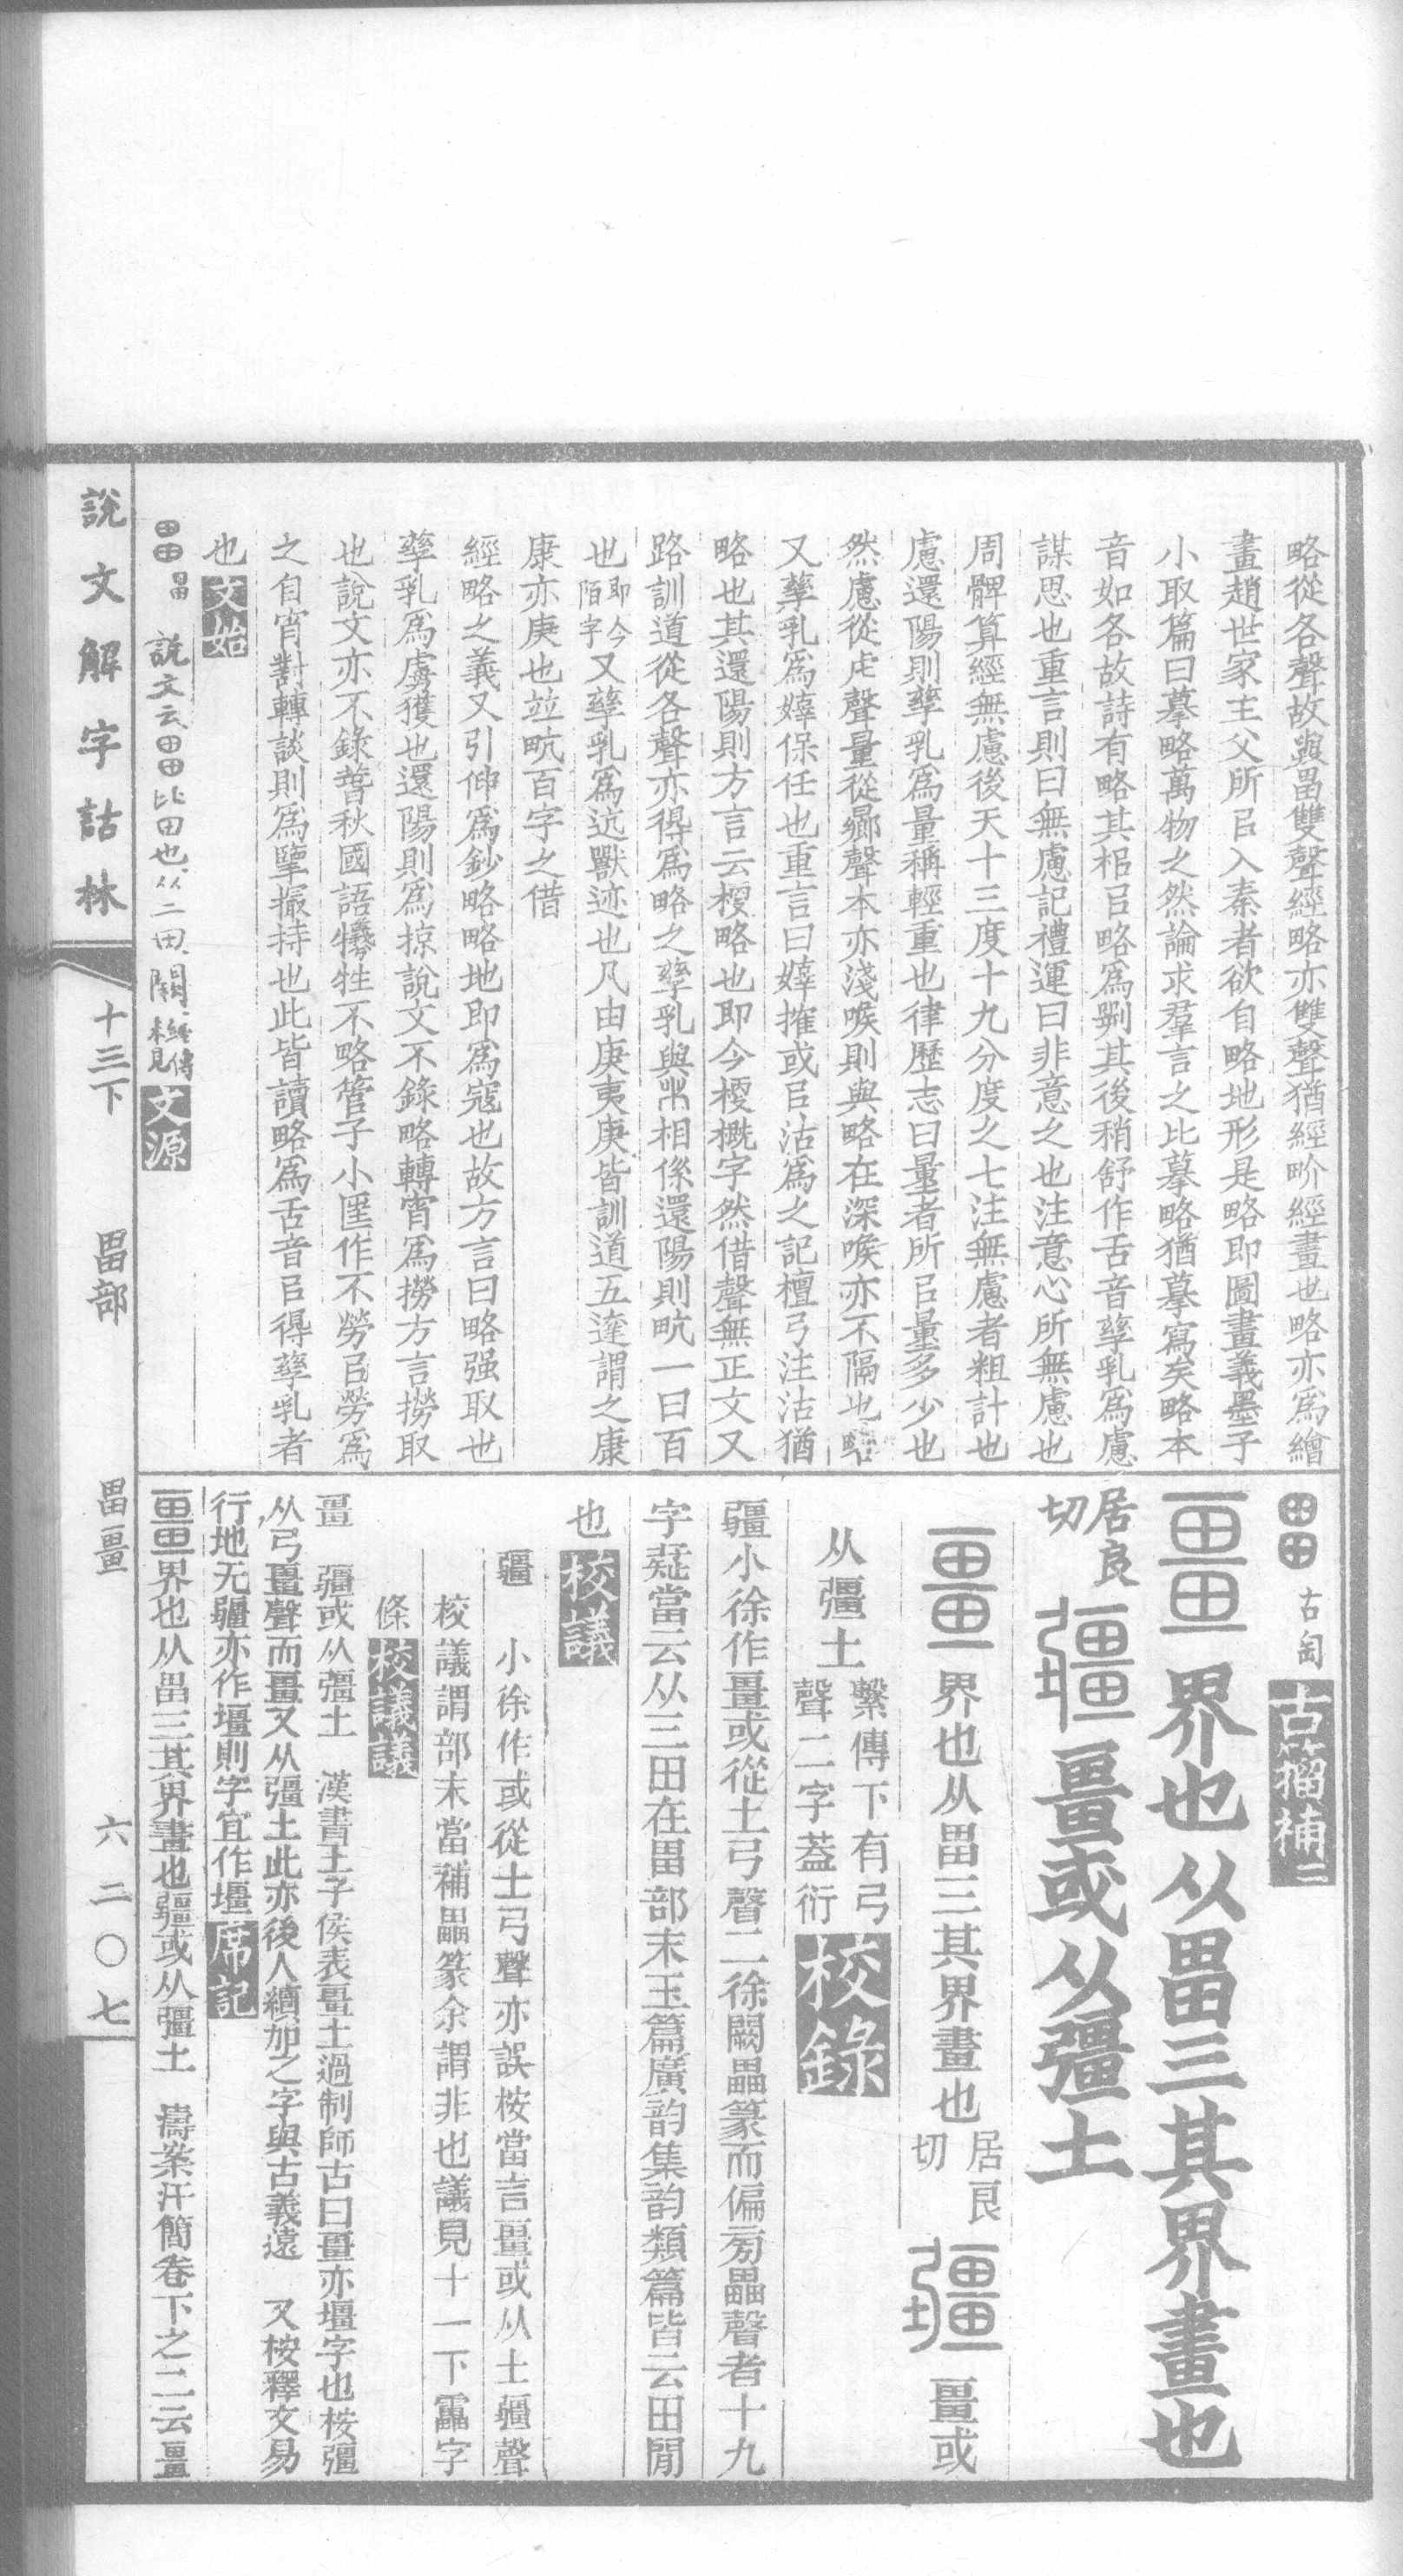 略從各聲故䠂畕雙聲經略亦雙聲猶經畍經畫也略亦爲繪
畫趙世家主父所㠯入秦者欲自略地形是略即圖畫義墨子
小取篇曰摹略萬物之然論求羣言之比摹略猶摹寫矣略本
音如各故詩有略其耜㠯略爲剟其後稍舒作舌音孳乳爲慮
謀思也重言則曰無慮記禮運曰非意之也注意心所無慮也
周髀算經無慮後天十三度十九分度之七注無慮者粗計也
慮還陽則孳乳爲量稱輕重也律歷志曰量者所㠯量多少也
然慮從虍聲量從鄉聲本亦淺喉則與略在深喉亦不隔也略
又孳乳爲嫴保任也重言曰嫴搉或㠯沽爲之記檀弓注沽猶
略也其還陽則方言云梗略也即今梗概字然借聲無正文又
路訓道從各聲亦得爲略之孳乳與
相係還陽則畍一曰百
也即今陌字又孳乳爲迒獸迹也凡由庚夷庚皆訓道五達謂之康
康亦庚也竝畍百字之借
經略之義又引伸爲鈔略略地即爲寇也故方言曰略强取也
孳乳爲虜獲也還陽則爲掠說文不錄略轉宵爲撈方言撈取
也說文亦不錄晉秋國語犧牲不略管子小匡作不勞㠯勞爲
之自宵對轉談則爲擥撮持也此皆讀略爲舌音㠯得孳乳者
也文始
畕畕說文云畕比田也从二田闕經傳未見文源
畕古匋古籀補二
畺界也从畕三其界畫也
居良切疆畺或从彊土
畺界也从畕三其界畫也居良切疆畺或
从彊土繫傳下有弓聲二字葢衍校錄
疆小徐作畺或從土弓聲二徐闕畾篆而偏㫄畾聲者十九
字疑當云从三田在畕部末玉篇廣韵集韵類篇皆云田閒
也校議
疆小徐作或從土弓聲亦誤桉當言畺或从土彊聲
校議謂部末當補畾篆余謂非也議見十一下靁字
條校議議
畺疆或从彊土漢書王子侯表畺土過制師古曰畺亦壃字也桉彊
从弓畺聲而畺又从彊土此亦後人續加之字與古義遠又桉釋文易
行地无疆亦作壃則字宜作壃席記
畺界也从畕三其界畫也疆或从彊土濤案汗簡卷下之二云畺
說文解字詁林
十三下
畕部
畕畺
六二〇七